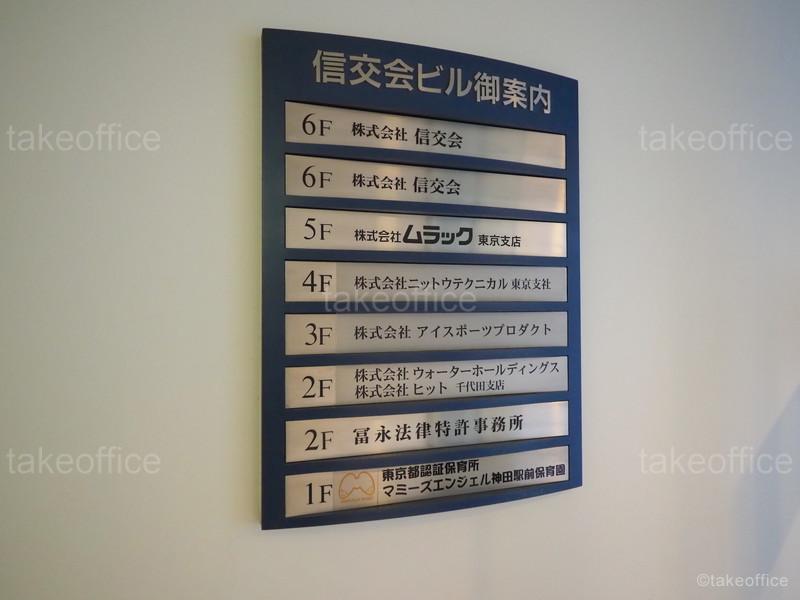 信交会ビル御案内
6F 株式会社 信交会
6F 株式会社 信交会
5F 株式会社ムラック 東京支店
4F 株式会社ニットウテクニカル 東京支社
3F 株式会社 アイスポーツプロダクト
2F 株式会社 ウォーターホールディングス
株式会社 ヒット 千代田支店
2F 冨永法律特許事務所
1F 東京都認証保育所
マミーズエンジェル神田駅前保育園
takeoffice
takeoffice
takeoffice
takeoffice
takeoffice
©takeoffice